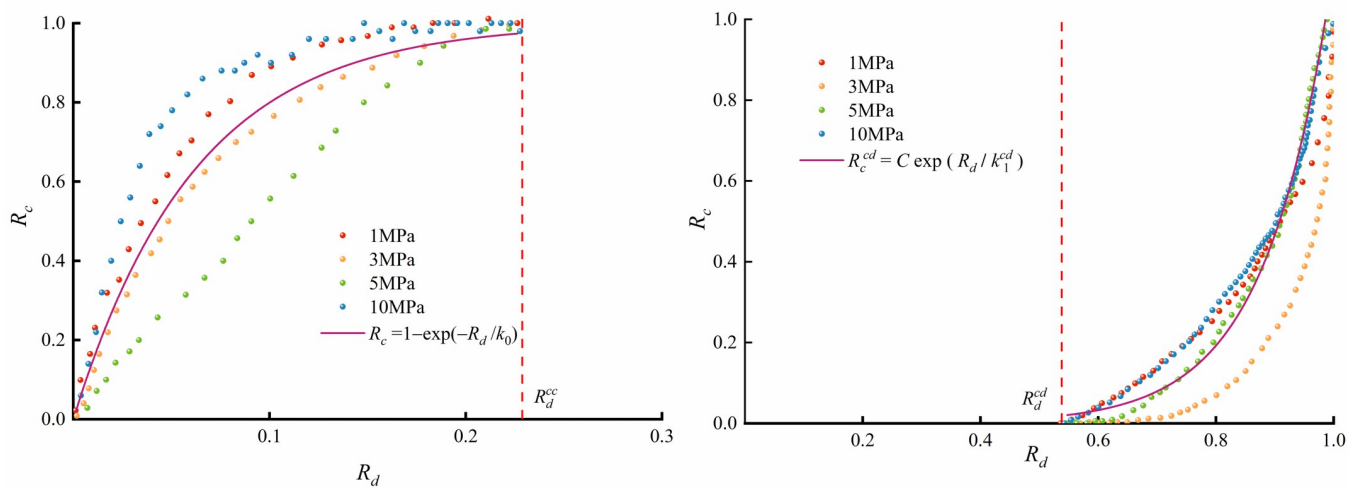 1.0
0.8
0.6
0.4
0.2
0.0
R_c
1MPa
3MPa
5MPa
10MPa
R_c =1−exp(−R_d/k_0)
R_d^{cc}
0.1
0.2
0.3
R_d
1.0
0.8
0.6
0.4
0.2
0.0
R_c
1MPa
3MPa
5MPa
10MPa
R_c^{cd} = C exp ( R_d / k_1^{cd} )
R_d^{cd}
0.2
0.4
0.6
0.8
1.0
R_d